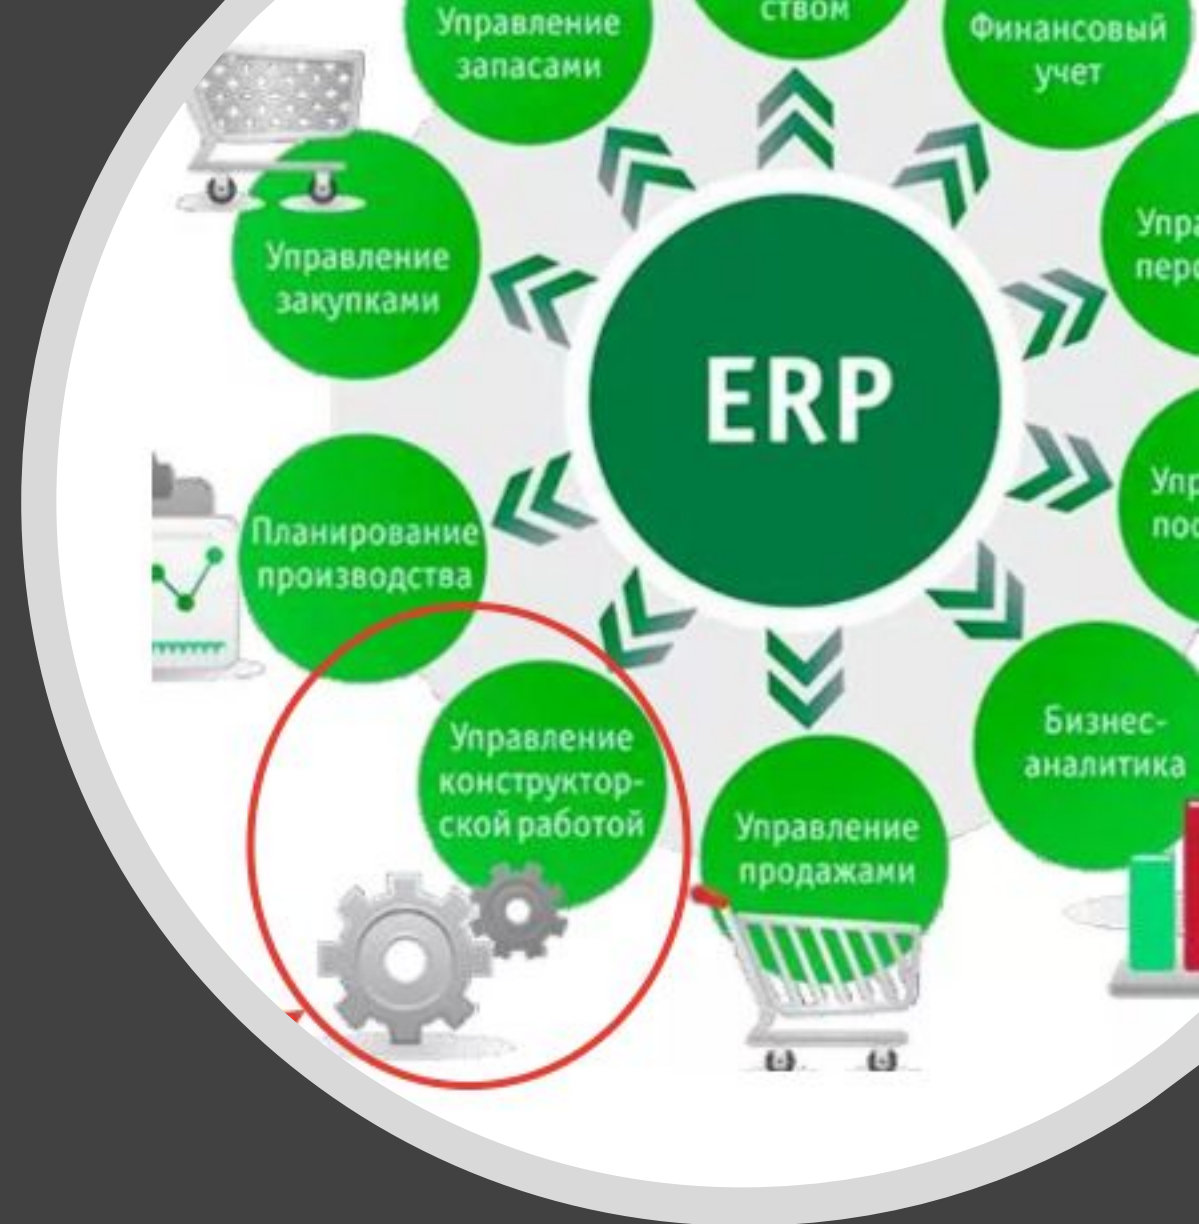 ством
Управление
запасами
Финансовый
учет
Управление
закупками
ERP
Планирование
производства
Управление
конструктор-
ской работой
Управление
продажами
Бизнес-
аналитика